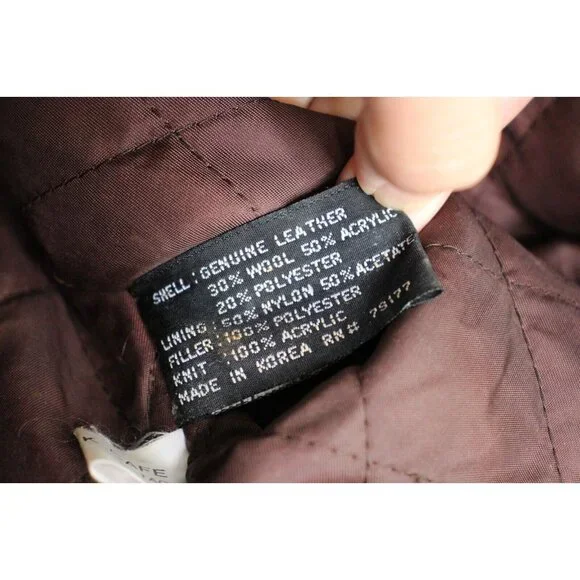 SHELL: GENUINE LEATHER
30% WOOL 50% ACRYLIC
20% POLYESTER
LINING: 50% NYLON 50% ACETATE
FILLER: 100% POLYESTER
KNIT: 100% ACRYLIC
MADE IN KOREA RN# 79177